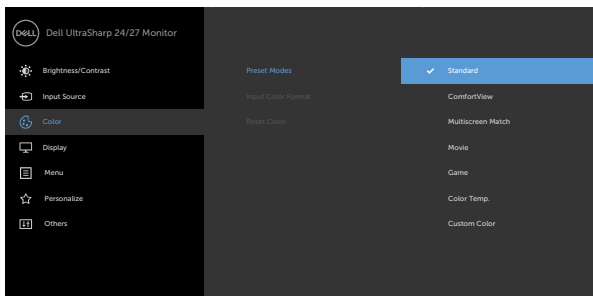 DELL Dell UltraSharp 24/27 Monitor
Brightness/Contrast Preset Modes Standard
Input Source Input Color Format ComfortView
Color Reset Color Multiscreen Match
Display Movie
Menu Game
Personalize Color Temp.
Others Custom Color